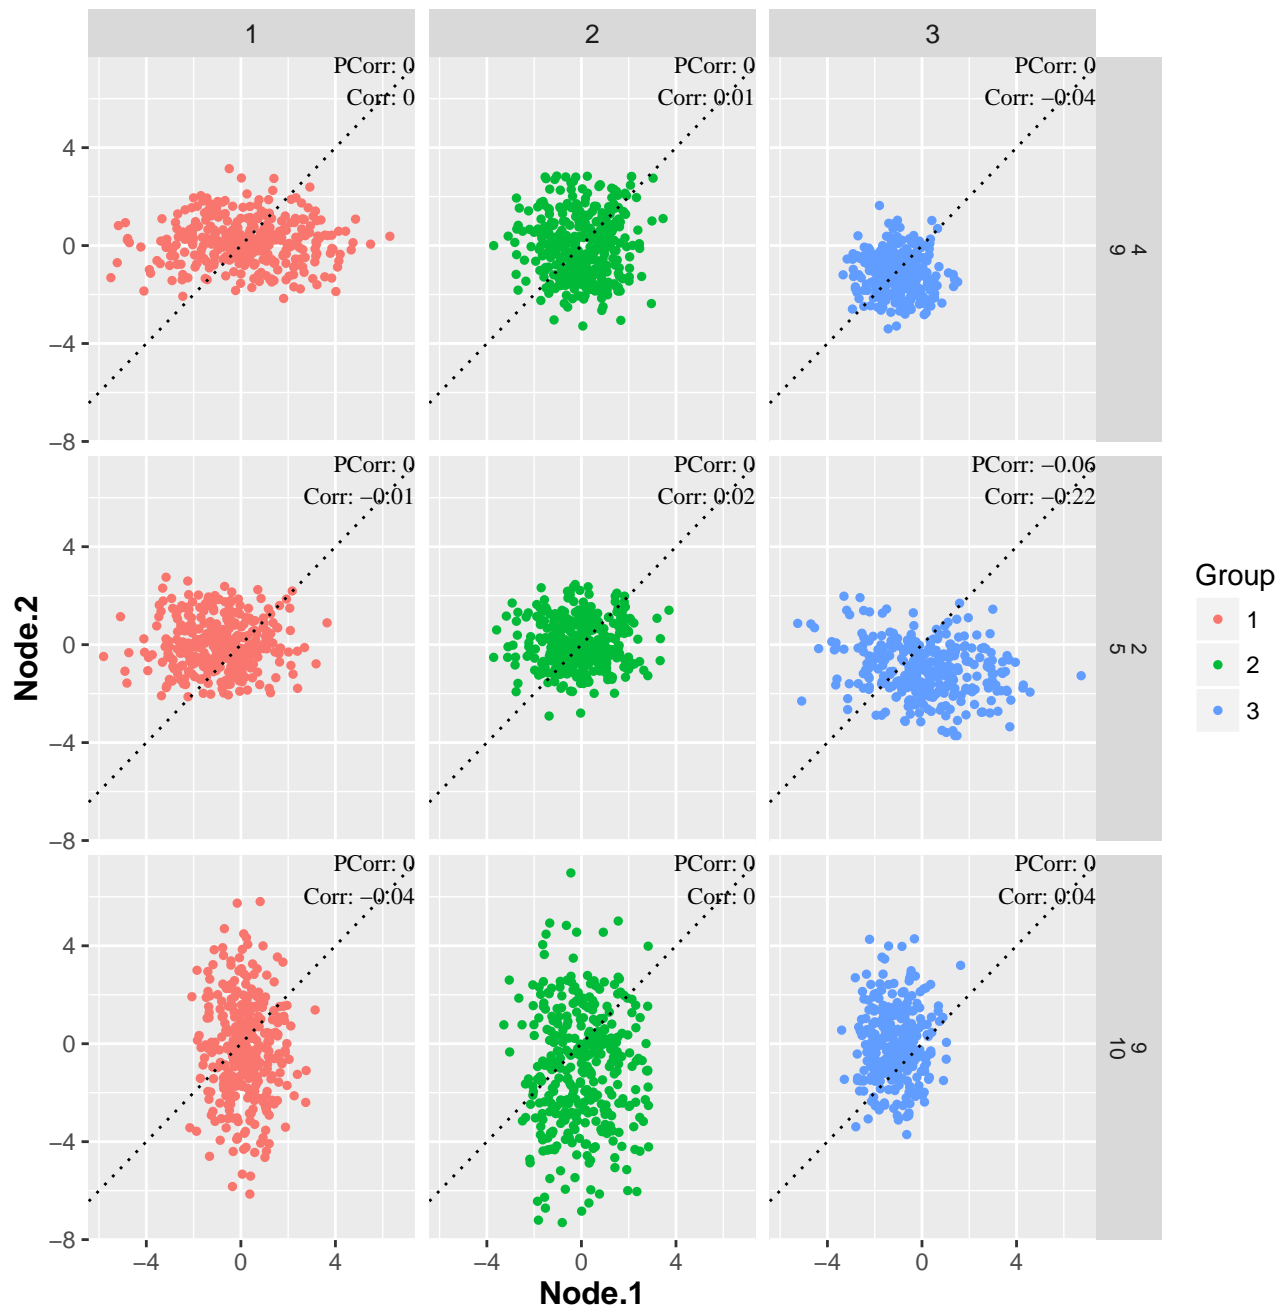 1 2 3
PCorr: 0 PCorr: 0 PCorr: 0
Corr: 0 Corr: 0.01 Corr: −0.04
4
0
−4
−8
4
9
PCorr: 0 PCorr: 0 PCorr: −0.06
Corr: −0.01 Corr: 0.02 Corr: −0.22
4
0
−4
−8
2
5
PCorr: 0 PCorr: 0 PCorr: 0
Corr: −0.04 Corr: 0 Corr: 0.04
4
0
−4
−8
9
10
−4 0 4 −4 0 4 −4 0 4
Node.1
Node.2
Group
1
2
3